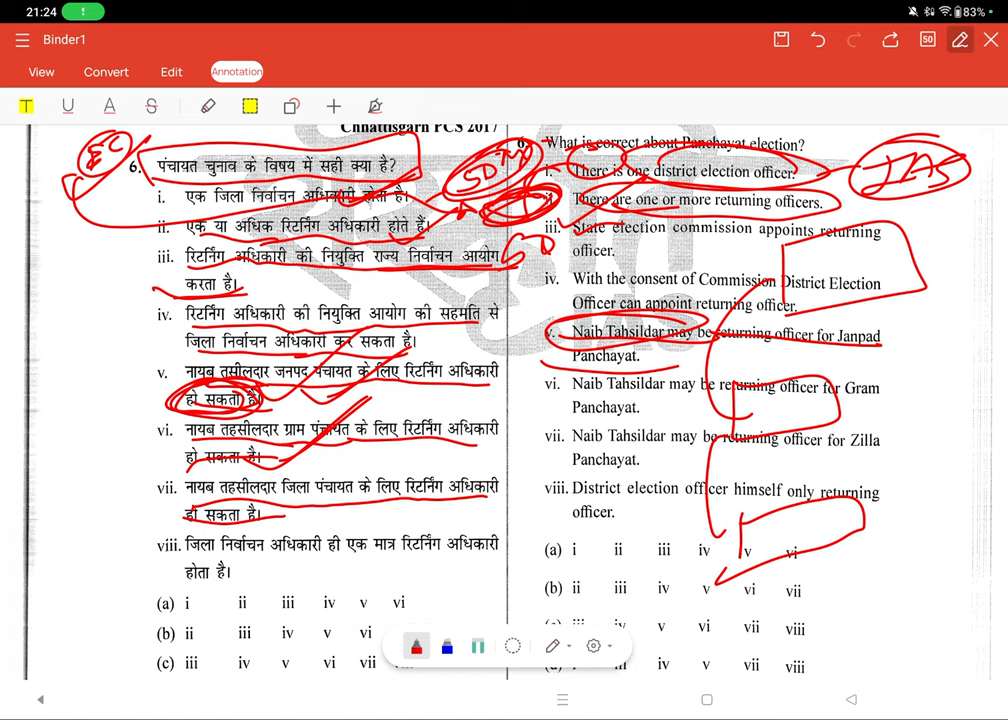 21:24
83%
Binder1
50
View Convert Edit Annotation
Chhattisgarh PCS 2017
6. पंचायत चुनाव के विषय में सही क्या है?
i. एक जिला निर्वाचन अधिकारी होता है।
ii. एक या अधिक रिटर्निंग अधिकारी होते हैं।
iii. रिटर्निंग अधिकारी की नियुक्ति राज्य निर्वाचन आयोग
करता है।
iv. रिटर्निंग अधिकारी की नियुक्ति आयोग की सहमति से
जिला निर्वाचन अधिकारी कर सकता है।
v. नायब तसीलदार जनपद पंचायत के लिए रिटर्निंग अधिकारी
हो सकता है।
vi. नायब तहसीलदार ग्राम पंचायत के लिए रिटर्निंग अधिकारी
हो सकता है।
vii. नायब तहसीलदार जिला पंचायत के लिए रिटर्निंग अधिकारी
हो सकता है।
viii. जिला निर्वाचन अधिकारी ही एक मात्र रिटर्निंग अधिकारी
होता है।
(a) i ii iii iv v vi
(b) ii iii iv v vi
(c) iii iv v vi vii
6. What is correct about Panchayat election?
i. There is one district election officer.
ii. There are one or more returning officers.
iii. State election commission appoints returning
officer.
iv. With the consent of Commission District Election
Officer can appoint returning officer.
v. Naib Tahsildar may be returning officer for Janpad
Panchayat.
vi. Naib Tahsildar may be returning officer for Gram
Panchayat.
vii. Naib Tahsildar may be returning officer for Zilla
Panchayat.
viii. District election officer himself only returning
officer.
(a) i ii iii iv v vi
(b) ii iii iv v vi vii
iii iv v vi vii viii
iii iv v vii viii
EC
SDM
IAS